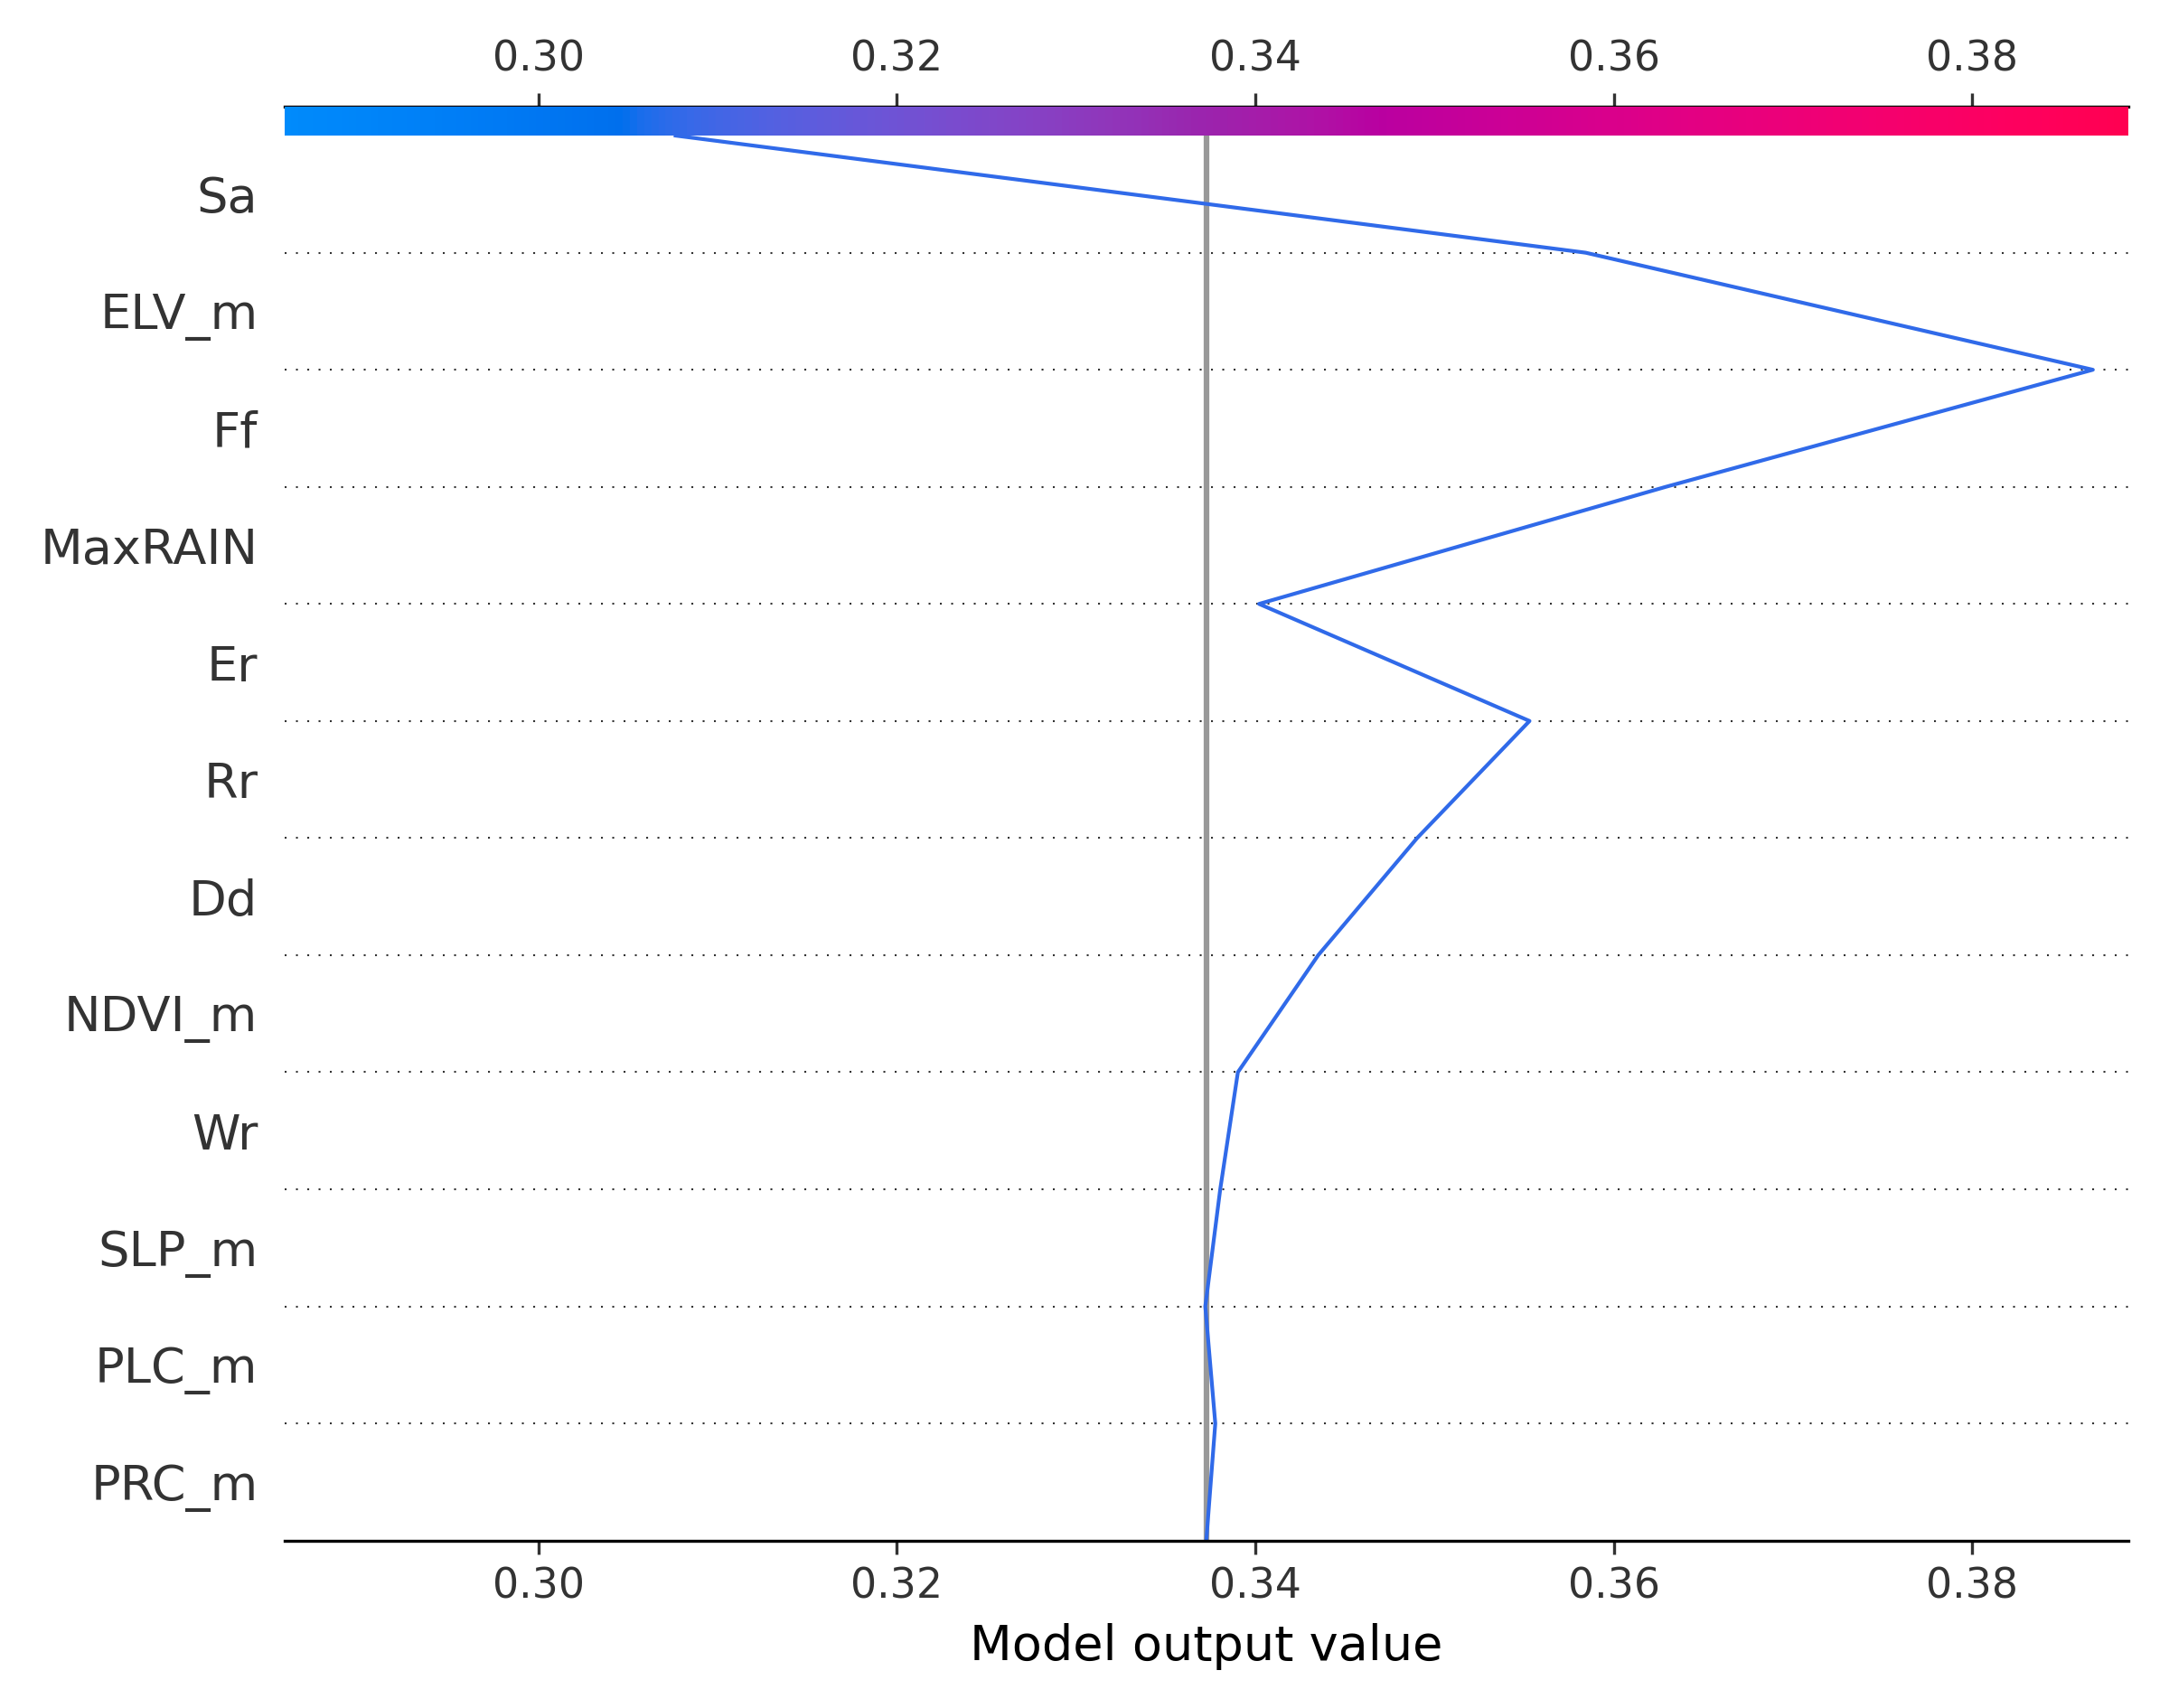 0.30 0.32 0.34 0.36 0.38
Sa
ELV_m
Ff
MaxRAIN
Er
Rr
Dd
NDVI_m
Wr
SLP_m
PLC_m
PRC_m
0.30 0.32 0.34 0.36 0.38
Model output value